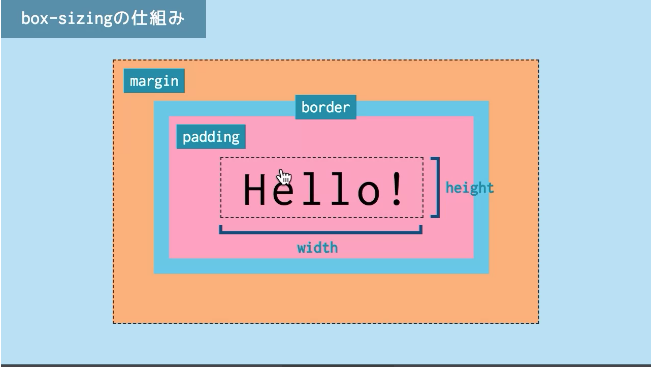 box-sizingの仕組み
margin
border
padding
Hello!
height
width